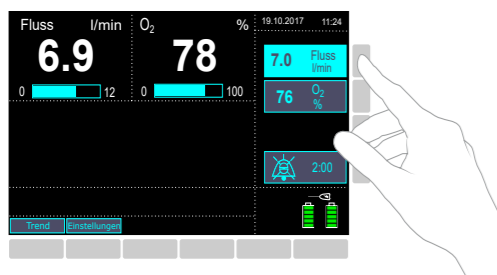 Fluss l/min O2 % 19.10.2017 11:24
6.9 78
7.0 Fluss l/min
0 12 0 100
76 O2 %
2:00
Trend Einstellungen